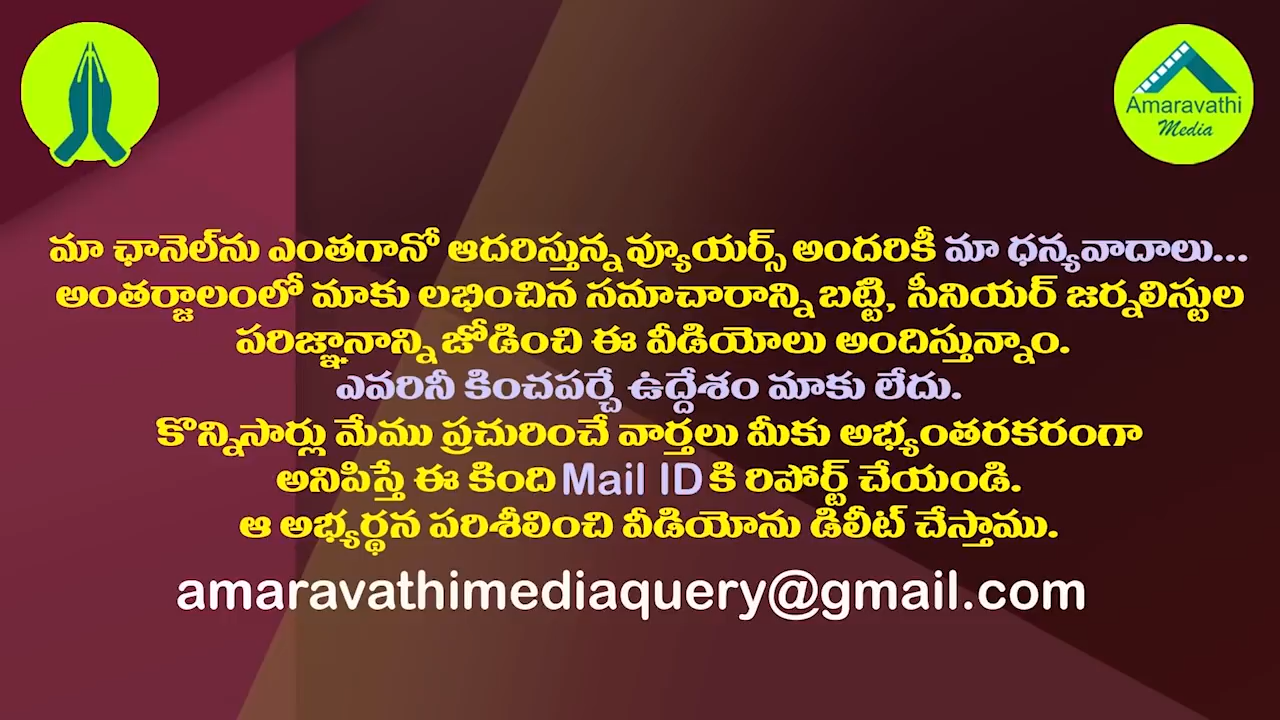 Amaravathi
Media
మా ఛానెల్‌ను ఎంతగానో ఆదరిస్తున్న వ్యూయర్స్ అందరికీ మా ధన్యవాదాలు...
అంతర్జాలంలో మాకు లభించిన సమాచారాన్ని బట్టి, సీనియర్ జర్నలిస్టుల
పరిజ్ఞానాన్ని జోడించి ఈ వీడియోలు అందిస్తున్నాం.
ఎవరినీ కించపర్చే ఉద్దేశం మాకు లేదు.
కొన్నిసార్లు మేము ప్రచురించే వార్తలు మీకు అభ్యంతరకరంగా
అనిపిస్తే ఈ కింది Mail ID కి రిపోర్ట్ చేయండి.
ఆ అభ్యర్థన పరిశీలించి వీడియోను డిలీట్ చేస్తాము.
amaravathimediaquery@gmail.com